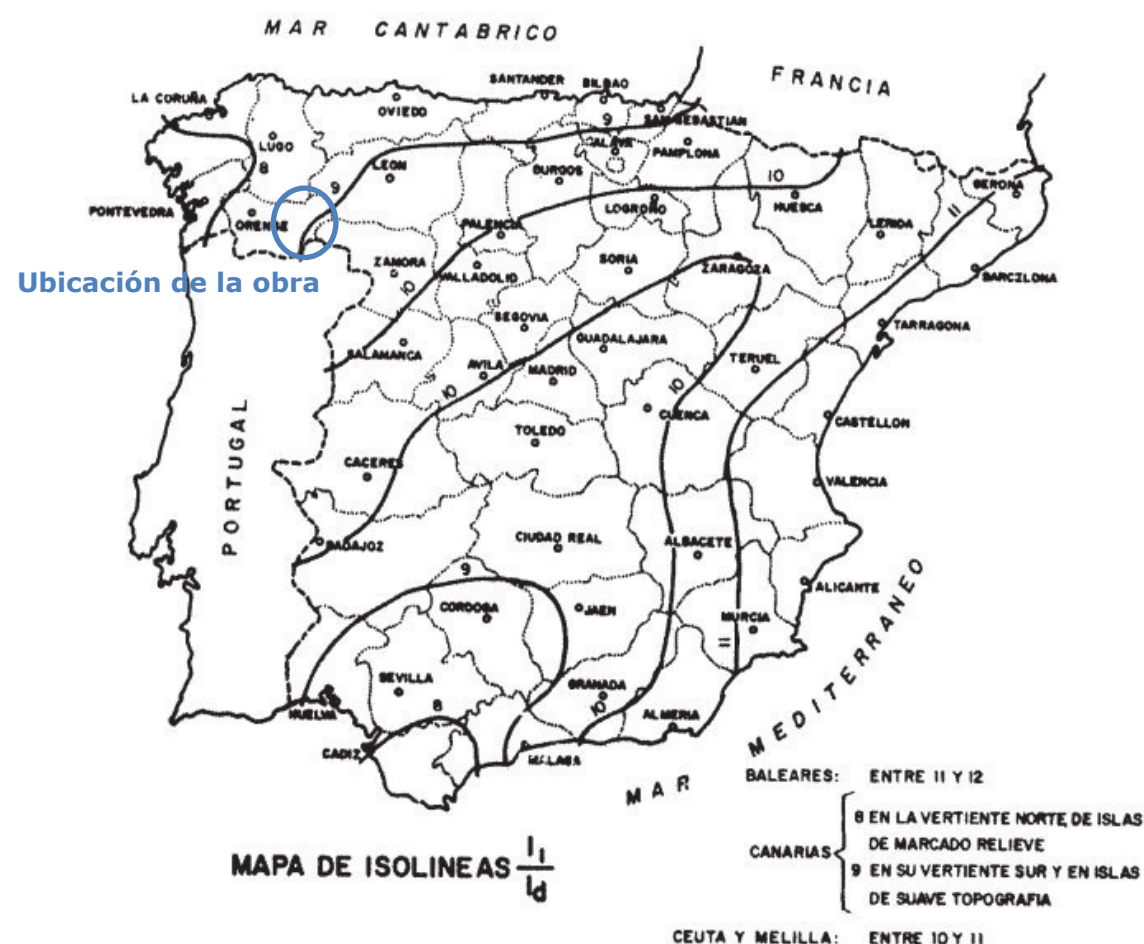 MAR CANTABRICO
FRANCIA
SANTANDER
BILBAO
LA CORUÑA
OVIEDO
SAN SEBASTIAN
9
LUGO
ALAVA
PAMPLONA
8
LEON
BURGOS
10
9
GERONA
PONTEVEDRA
ORENSE
LOGROÑO
HUESCA
11
PALENCIA
LERIDA
Ubicación de la obra
ZAMORA
VALLADOLID
SORIA
ZARAGOZA
BARCZLONA
10
SEGOVIA
TARRAGONA
SALAMANCA
GUADALAJARA
AVILA
MADRID
TERUEL
10
10
CUENCA
CASTELLON
TOLEDO
PORTUGAL
CACERES
VALENCIA
BADAJOZ
CIUDAD REAL
ALBACETE
9
ALICANTE
CORDOBA
JAEN
MURCIA
11
SEVILLA
GRANADA
HUELVA
8
10
ALMERIA
CADIZ
MALAGA
MAR MEDITERRANEO
BALEARES: ENTRE 11 Y 12
CANARIAS
8 EN LA VERTIENTE NORTE DE ISLAS
DE MARCADO RELIEVE
9 EN SU VERTIENTE SUR Y EN ISLAS
DE SUAVE TOPOGRAFIA
MAPA DE ISOLINEAS I1/Id
CEUTA Y MELILLA: ENTRE 10 Y 11